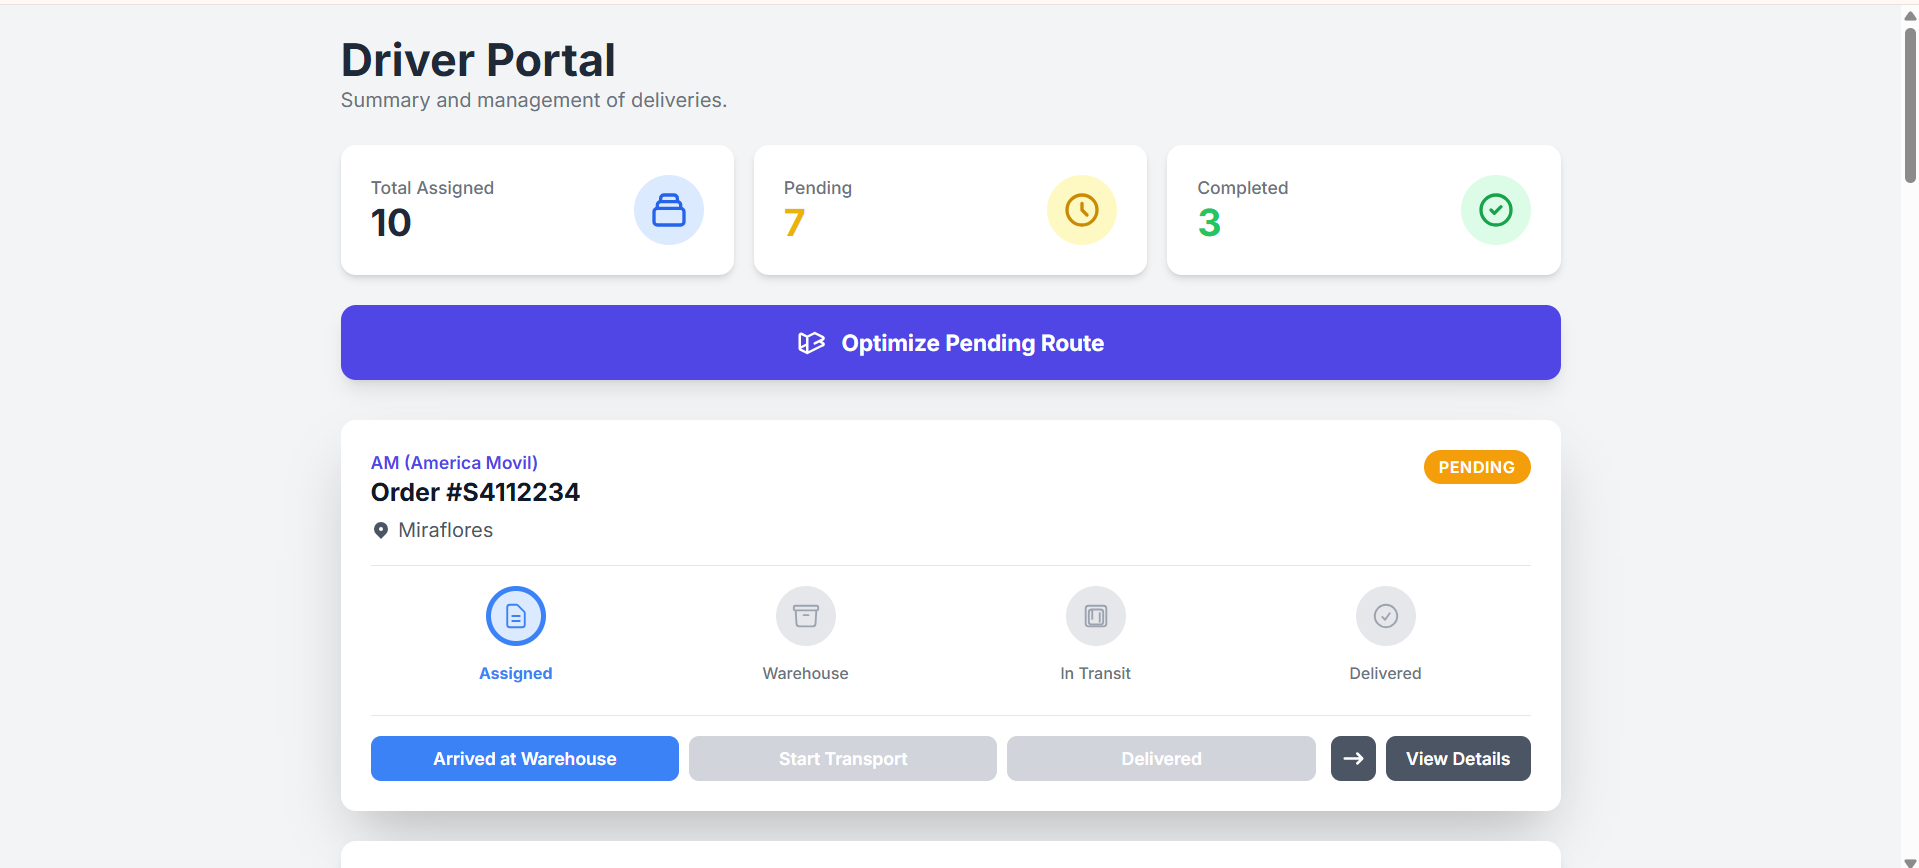 Driver Portal
Summary and management of deliveries.
Total Assigned
10
Pending
7
Completed
3
Optimize Pending Route
AM (America Movil)
Order #S4112234
Miraflores
PENDING
Assigned
Warehouse
In Transit
Delivered
Arrived at Warehouse
Start Transport
Delivered
View Details